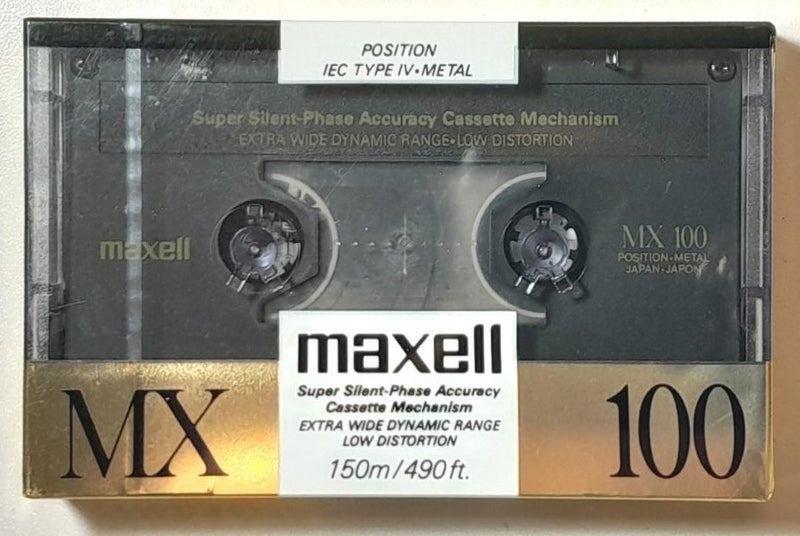 POSITION
IEC TYPE IV•METAL
Super Silent-Phase Accuracy Cassette Mechanism
EXTRA WIDE DYNAMIC RANGE•LOW DISTORTION
maxell
MX 100
POSITION•METAL
JAPAN•JAPON
maxell
Super Silent-Phase Accuracy
Cassette Mechanism
EXTRA WIDE DYNAMIC RANGE
LOW DISTORTION
150m/490ft.
MX
100